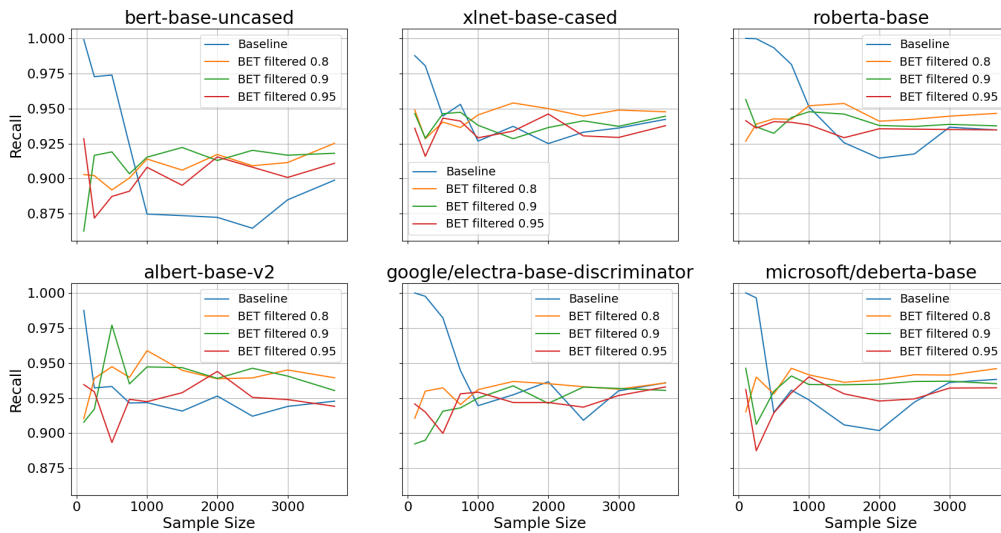 bert-base-uncased
xlnet-base-cased
roberta-base
1.000
0.975
0.950
0.925
0.900
0.875
Recall
Baseline
BET filtered 0.8
BET filtered 0.9
BET filtered 0.95
Baseline
BET filtered 0.8
BET filtered 0.9
BET filtered 0.95
Baseline
BET filtered 0.8
BET filtered 0.9
BET filtered 0.95
albert-base-v2
google/electra-base-discriminator
microsoft/deberta-base
1.000
0.975
0.950
0.925
0.900
0.875
Recall
Baseline
BET filtered 0.8
BET filtered 0.9
BET filtered 0.95
Baseline
BET filtered 0.8
BET filtered 0.9
BET filtered 0.95
Baseline
BET filtered 0.8
BET filtered 0.9
BET filtered 0.95
0 1000 2000 3000
0 1000 2000 3000
0 1000 2000 3000
Sample Size
Sample Size
Sample Size